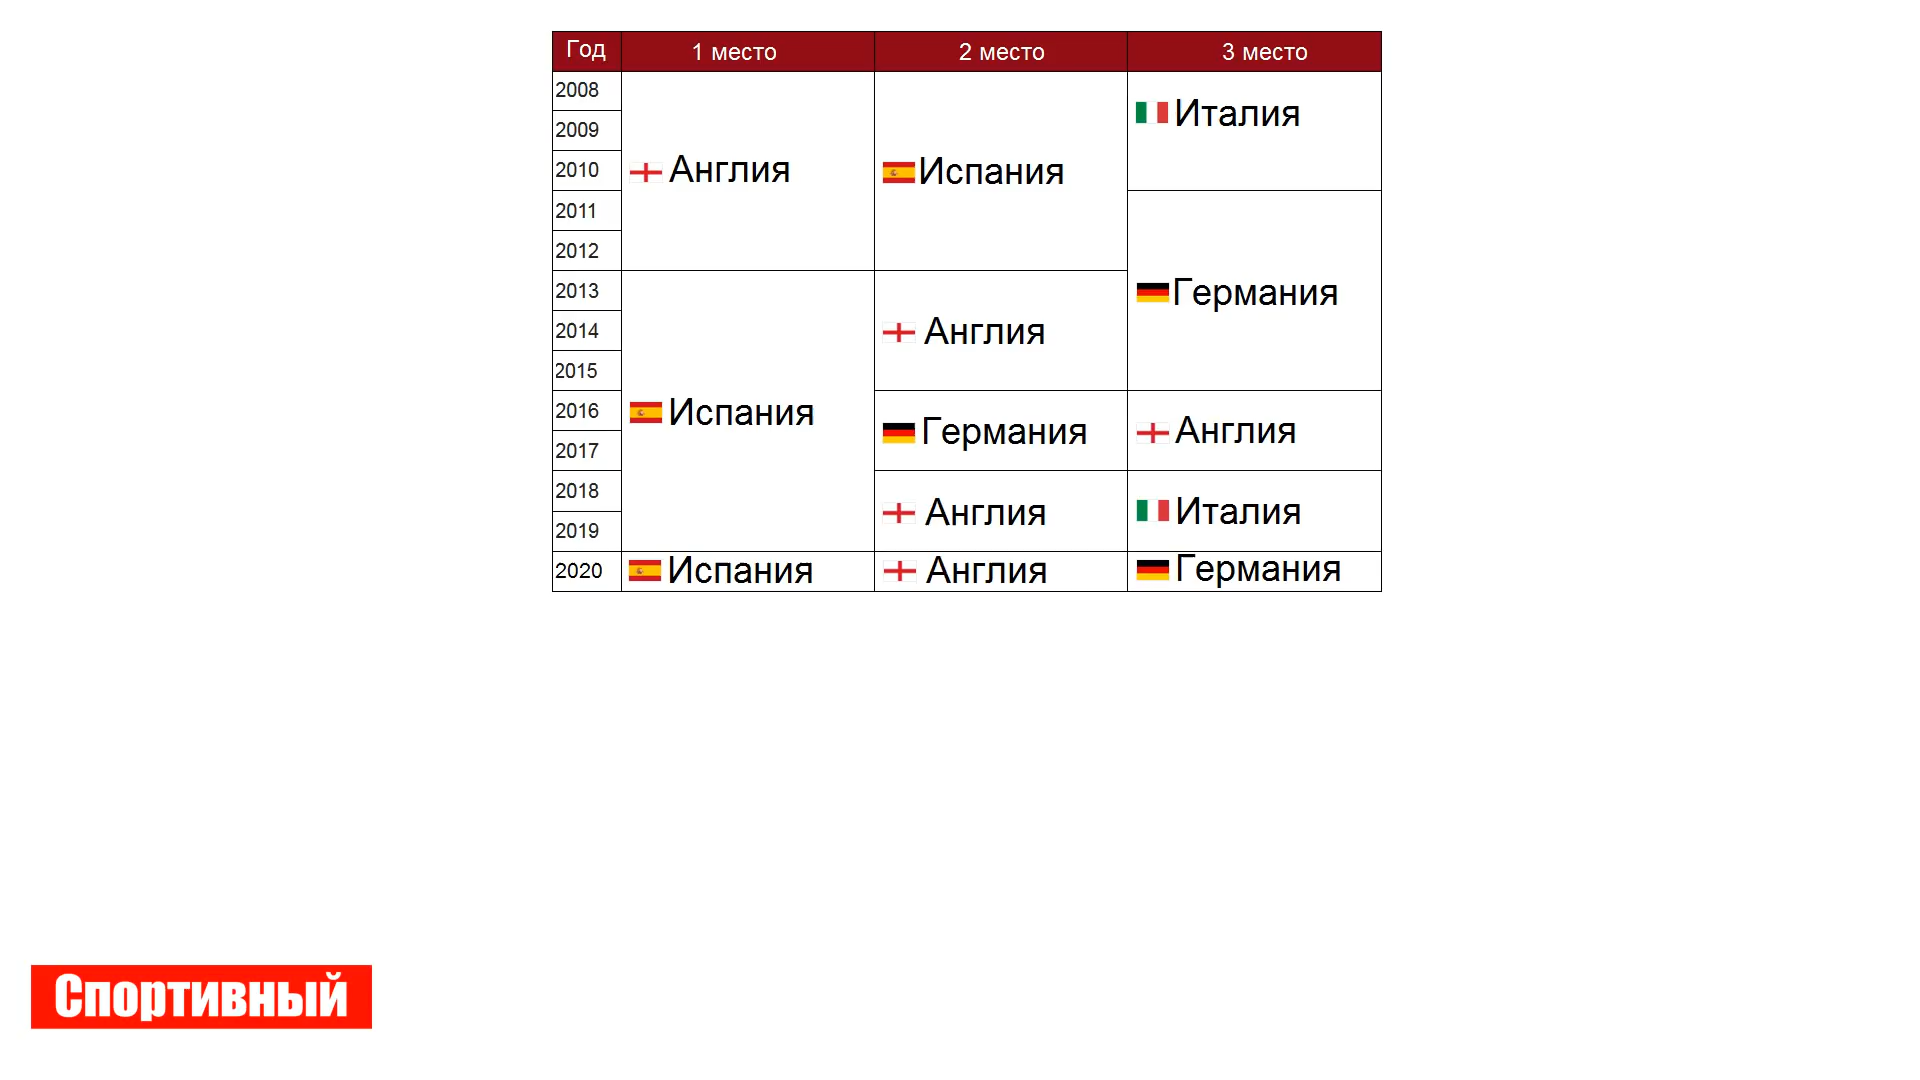 Год 1 место 2 место 3 место
2008
2009 Италия
2010 Англия Испания
2011
2012
2013 Германия
2014 Англия
2015
2016 Испания Германия Англия
2017
2018 Англия Италия
2019
2020 Испания Англия Германия
Спортивный